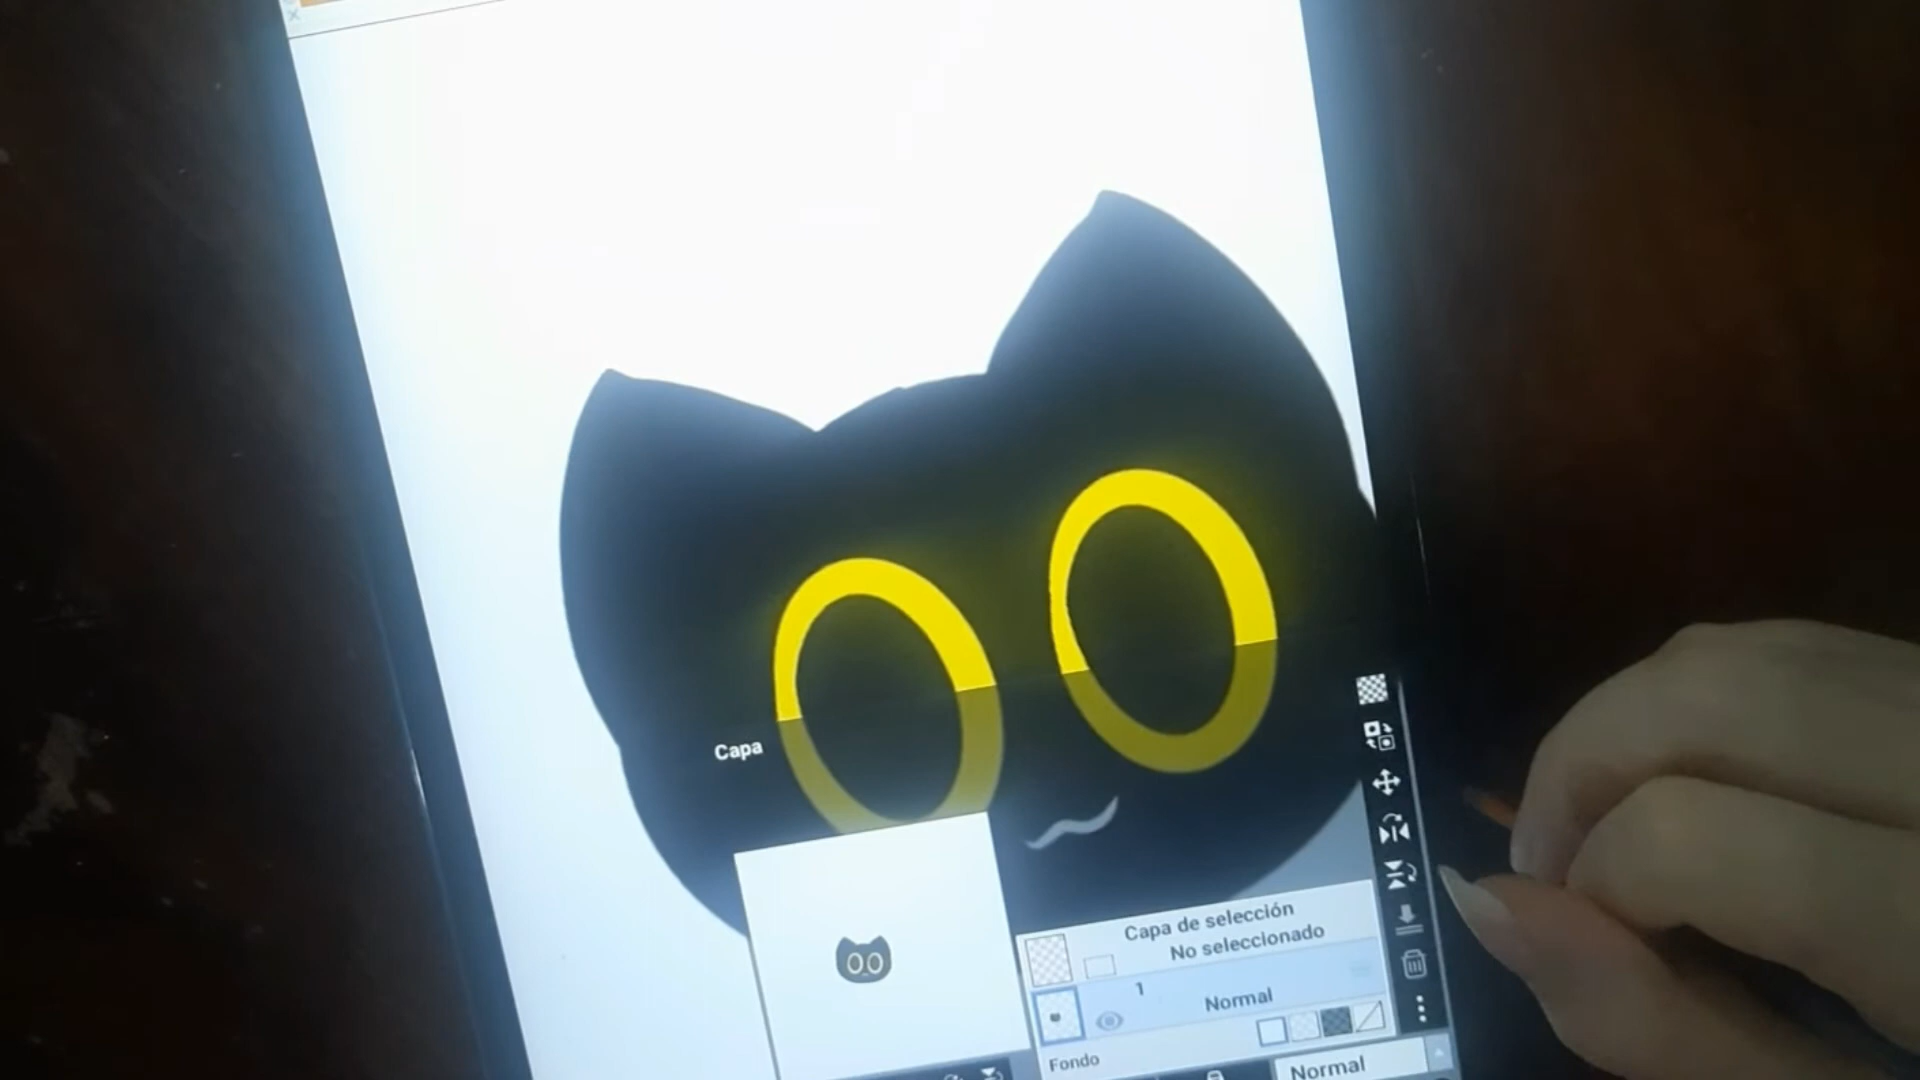 Capa
Capa de selección
No seleccionado
1
Normal
Fondo
Normal